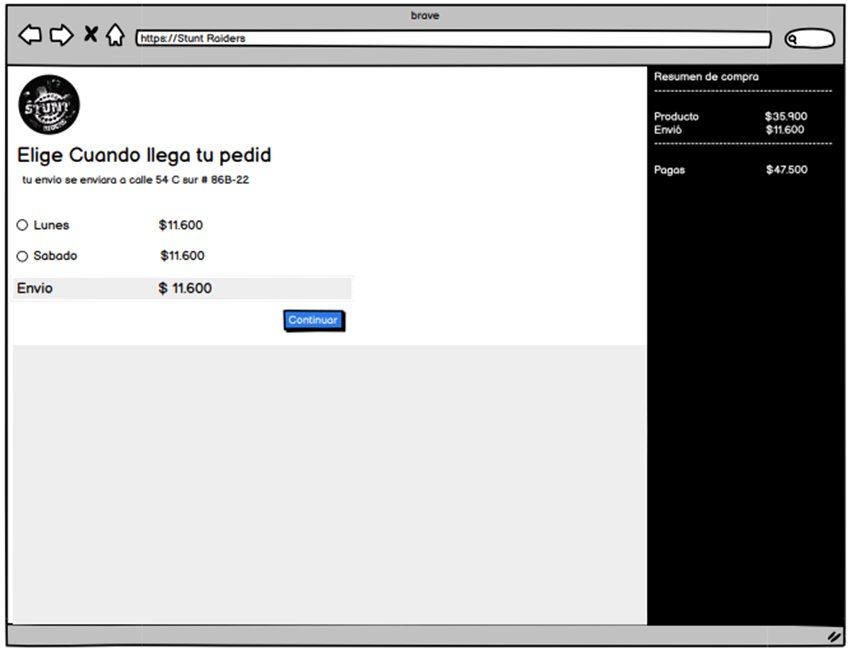 brave
https://Stunt Raiders
STUNT
Elige Cuando llega tu pedid
tu envio se enviara a calle 54 C sur # 86B-22
Lunes $11.600
Sabado $11.600
Envio $ 11.600
Continuar
Resumen de compra
Producto $35.900
Envió $11.600
Pagas $47.500